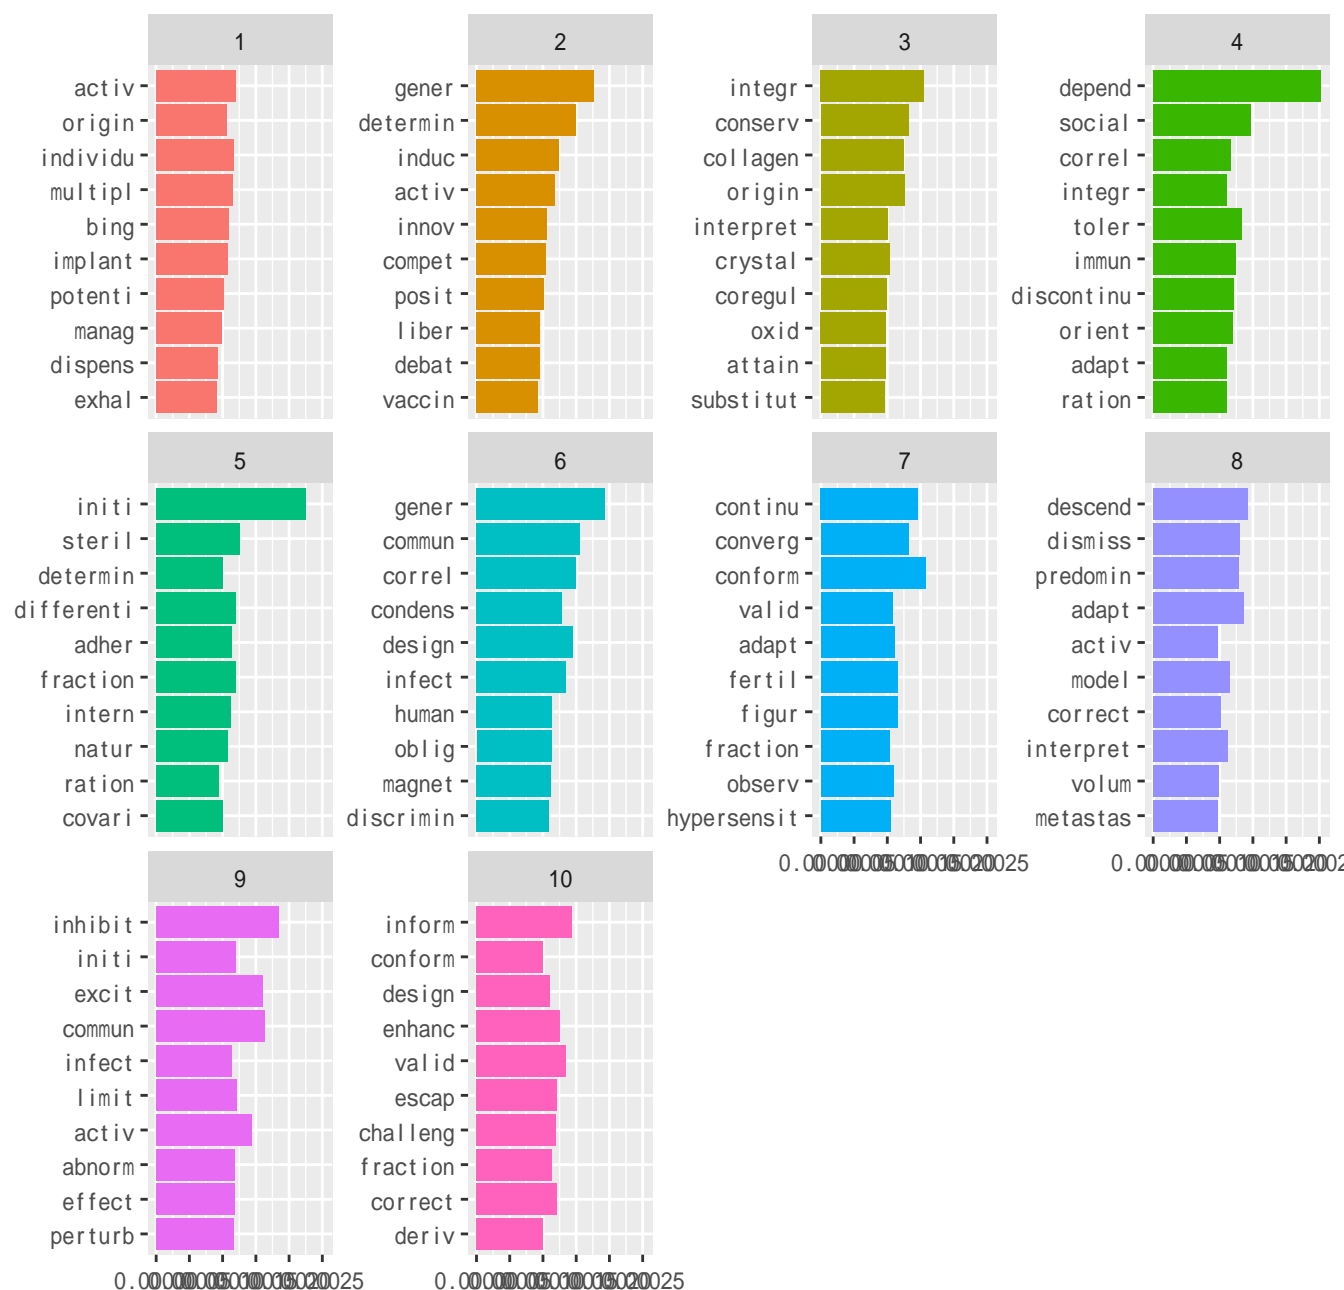 1
activ
origin
individu
multipl
bing
implant
potenti
manag
dispens
exhal
2
gener
determin
induc
activ
innov
compet
posit
liber
debat
vaccin
3
integr
conserv
collagen
origin
interpret
crystal
coregul
oxid
attain
substitut
4
depend
social
correl
integr
toler
immun
discontinu
orient
adapt
ration
5
initi
steril
determin
differenti
adher
fraction
intern
natur
ration
covari
6
gener
commun
correl
condens
design
infect
human
oblig
magnet
discrimin
7
continu
converg
conform
valid
adapt
fertil
figur
fraction
observ
hypersensit
8
descend
dismiss
predomin
adapt
activ
model
correct
interpret
volum
metastas
9
inhibit
initi
excit
commun
infect
limit
activ
abnorm
effect
perturb
10
inform
conform
design
enhanc
valid
escap
challeng
fraction
correct
deriv